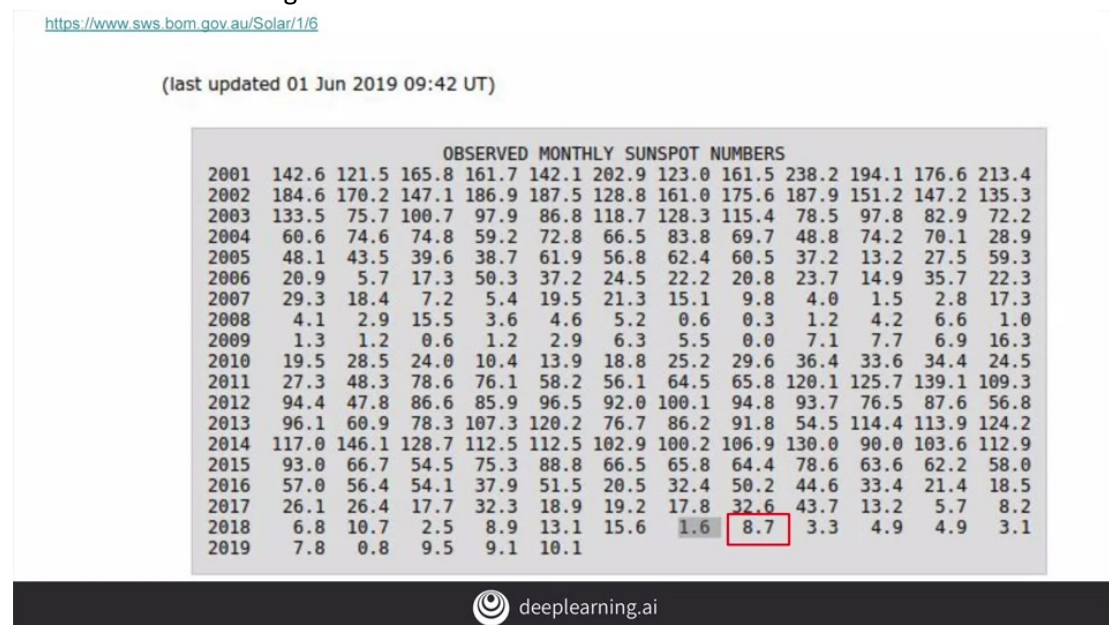 https://www.sws.bom.gov.au/Solar/1/6
(last updated 01 Jun 2019 09:42 UT)
OBSERVED MONTHLY SUNSPOT NUMBERS
2001 142.6 121.5 165.8 161.7 142.1 202.9 123.0 161.5 238.2 194.1 176.6 213.4
2002 184.6 170.2 147.1 186.9 187.5 128.8 161.0 175.6 187.9 151.2 147.2 135.3
2003 133.5 75.7 100.7 97.9 86.8 118.7 128.3 115.4 78.5 97.8 82.9 72.2
2004 60.6 74.6 74.8 59.2 72.8 66.5 83.8 69.7 48.8 74.2 70.1 28.9
2005 48.1 43.5 39.6 38.7 61.9 56.8 62.4 60.5 37.2 13.2 27.5 59.3
2006 20.9 5.7 17.3 50.3 37.2 24.5 22.2 20.8 23.7 14.9 35.7 22.3
2007 29.3 18.4 7.2 5.4 19.5 21.3 15.1 9.8 4.0 1.5 2.8 17.3
2008 4.1 2.9 15.5 3.6 4.6 5.2 0.6 0.3 1.2 4.2 6.6 1.0
2009 1.3 1.2 0.6 1.2 2.9 6.3 5.5 0.0 7.1 7.7 6.9 16.3
2010 19.5 28.5 24.0 10.4 13.9 18.8 25.2 29.6 36.4 33.6 34.4 24.5
2011 27.3 48.3 78.6 76.1 58.2 56.1 64.5 65.8 120.1 125.7 139.1 109.3
2012 94.4 47.8 86.6 85.9 96.5 92.0 100.1 94.8 93.7 76.5 87.6 56.8
2013 96.1 60.9 78.3 107.3 120.2 76.7 86.2 91.8 54.5 114.4 113.9 124.2
2014 117.0 146.1 128.7 112.5 112.5 102.9 100.2 106.9 130.0 90.0 103.6 112.9
2015 93.0 66.7 54.5 75.3 88.8 66.5 65.8 64.4 78.6 63.6 62.2 58.0
2016 57.0 56.4 54.1 37.9 51.5 20.5 32.4 50.2 44.6 33.4 21.4 18.5
2017 26.1 26.4 17.7 32.3 18.9 19.2 17.8 32.6 43.7 13.2 5.7 8.2
2018 6.8 10.7 2.5 8.9 13.1 15.6 1.6 8.7 3.3 4.9 4.9 3.1
2019 7.8 0.8 9.5 9.1 10.1
deeplearning.ai